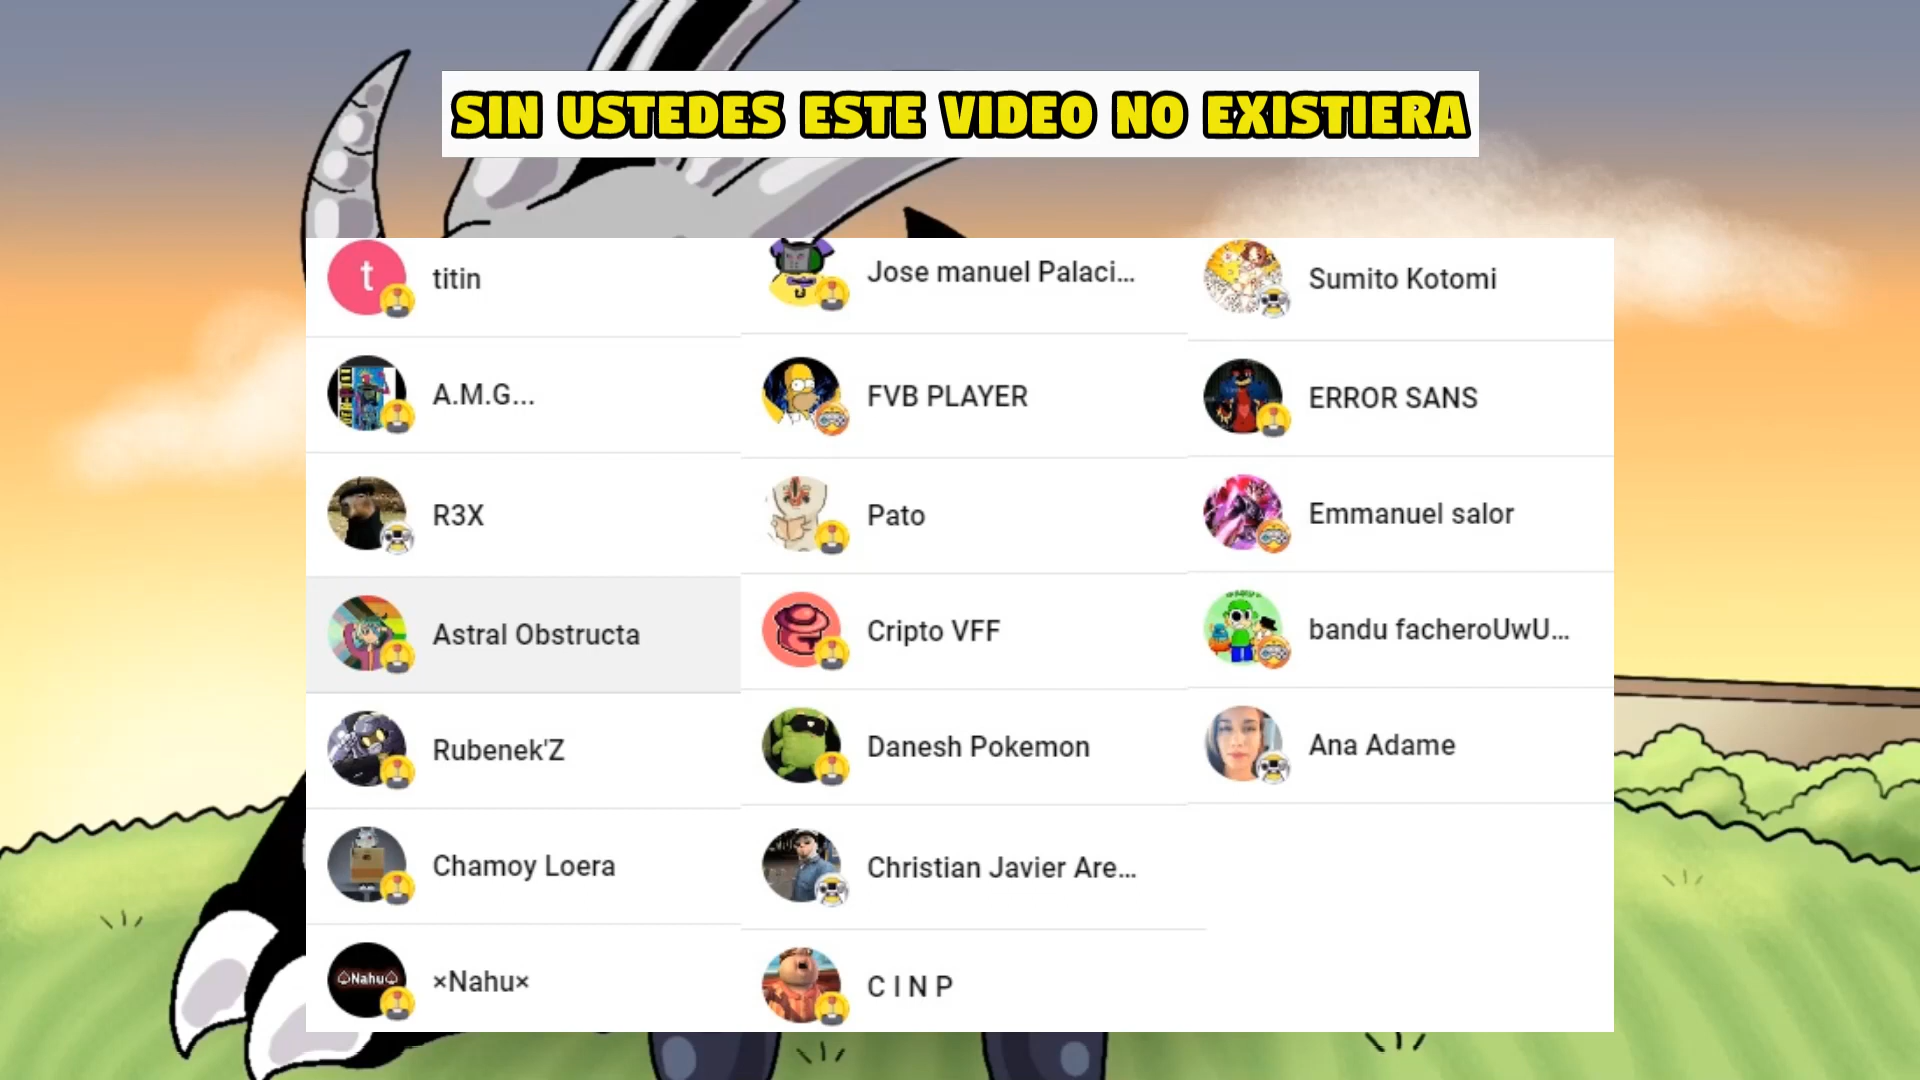 SIN USTEDES ESTE VIDEO NO EXISTIERA
t titin
A.M.G...
R3X
Astral Obstructa
Rubenek'Z
Chamoy Loera
Nahu ×Nahu×
Jose manuel Palaci...
FVB PLAYER
Pato
Cripto VFF
Danesh Pokemon
Christian Javier Are...
C I N P
Sumito Kotomi
ERROR SANS
Emmanuel salor
bandu facheroUwU...
Ana Adame